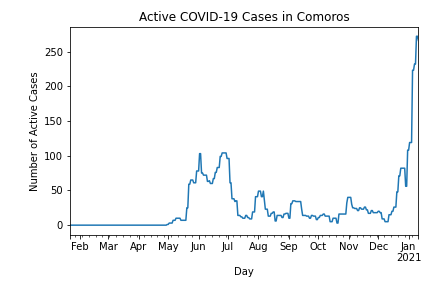 Active COVID-19 Cases in Comoros
Number of Active Cases
250
200
150
100
50
0
Feb Mar Apr May Jun Jul Aug Sep Oct Nov Dec Jan
2021
Day